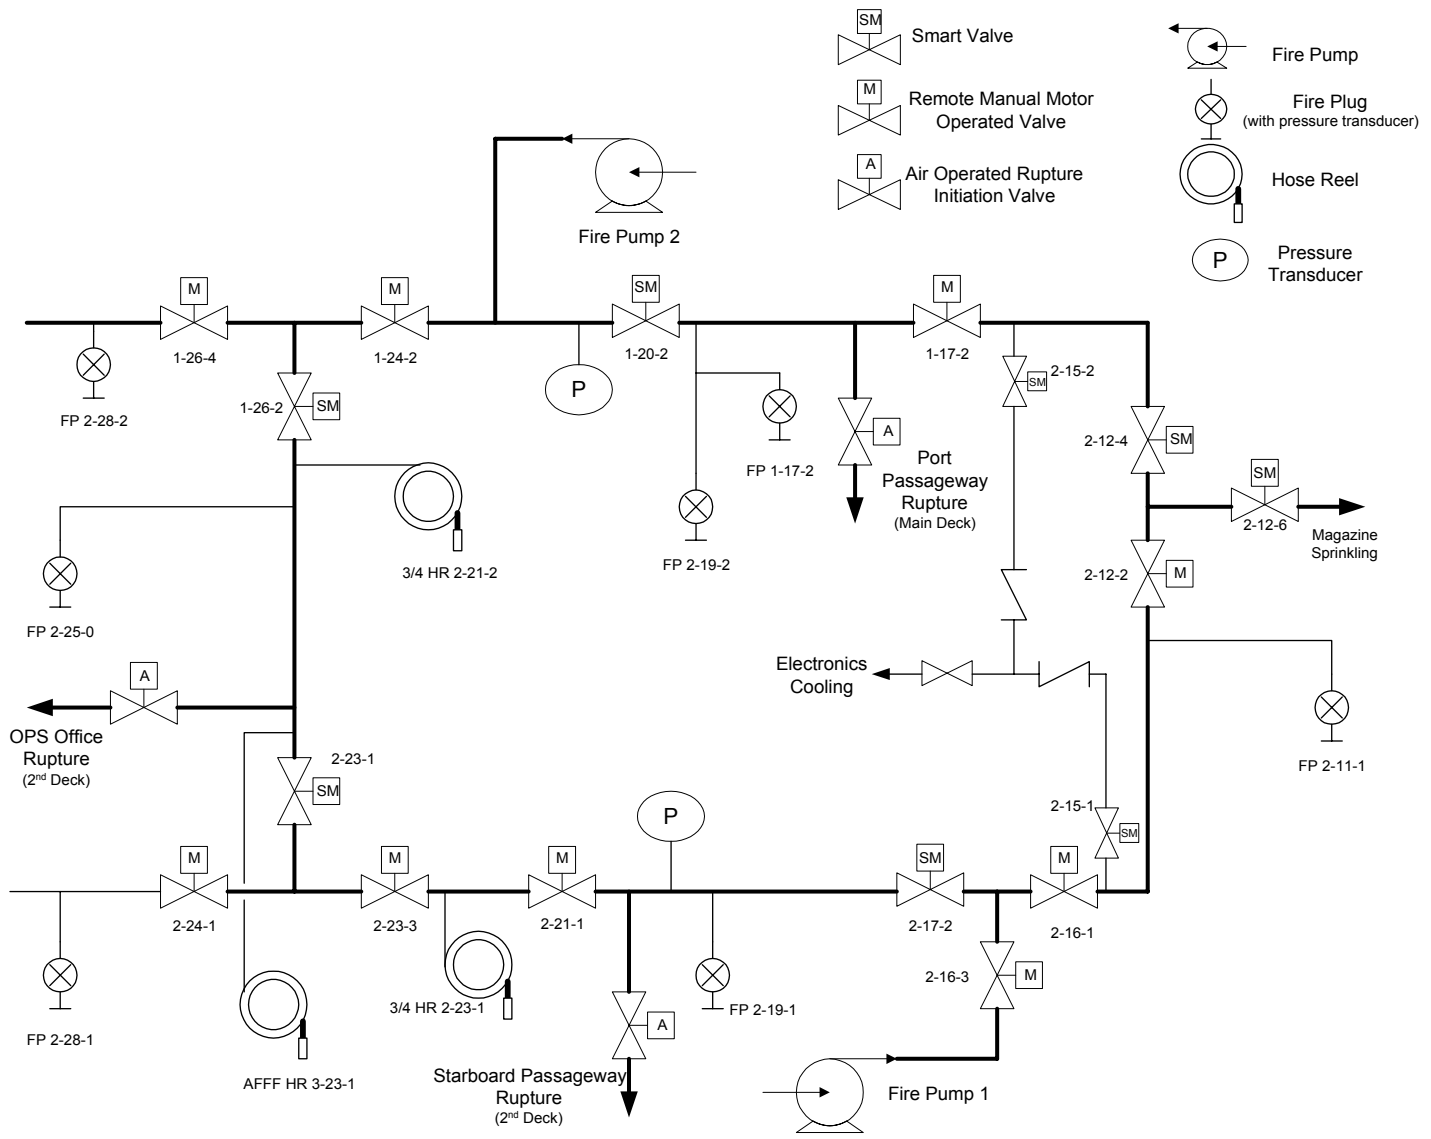 SM
Smart Valve
Fire Pump
M
Remote Manual Motor
Operated Valve
Fire Plug
(with pressure transducer)
A
Air Operated Rupture
Initiation Valve
Hose Reel
P
Pressure
Transducer
Fire Pump 2
M
1-26-4
M
1-24-2
SM
1-20-2
M
1-17-2
FP 2-28-2
1-26-2
SM
P
2-15-2
SM
FP 1-17-2
A
Port
Passageway
Rupture
(Main Deck)
2-12-4
SM
SM
2-12-6
Magazine
Sprinkling
FP 2-19-2
3/4 HR 2-21-2
2-12-2
M
FP 2-25-0
A
OPS Office
Rupture
(2nd Deck)
Electronics
Cooling
FP 2-11-1
2-23-1
SM
P
2-15-1
SM
M
2-24-1
M
2-23-3
M
2-21-1
SM
2-17-2
M
2-16-1
2-16-3
M
FP 2-28-1
AFFF HR 3-23-1
3/4 HR 2-23-1
A
FP 2-19-1
Starboard Passageway
Rupture
(2nd Deck)
Fire Pump 1